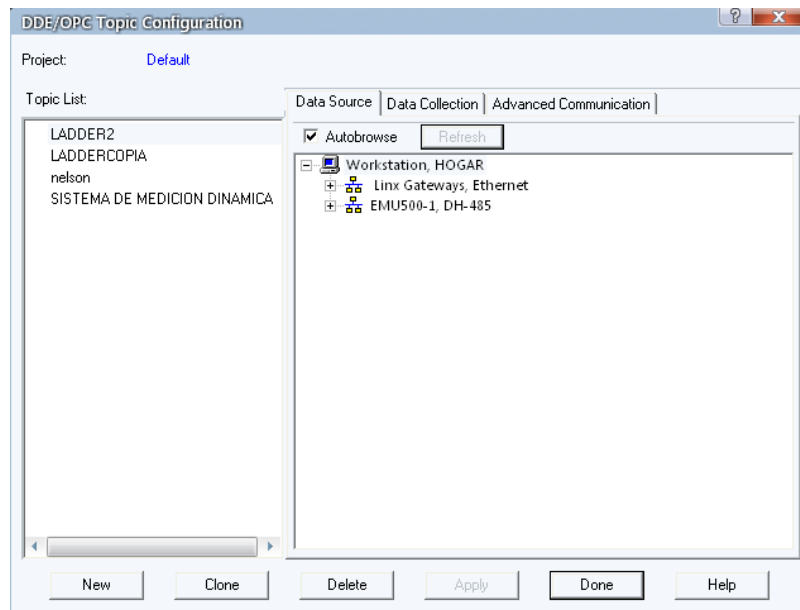 DDE/OPC Topic Configuration
Project: Default
Topic List:
LADDER2
LADDERCOPIA
nelson
SISTEMA DE MEDICION DINAMICA
Data Source Data Collection Advanced Communication
Autobrowse Refresh
Workstation, HOGAR
Linx Gateways, Ethernet
EMU500-1, DH-485
New Clone Delete Apply Done Help